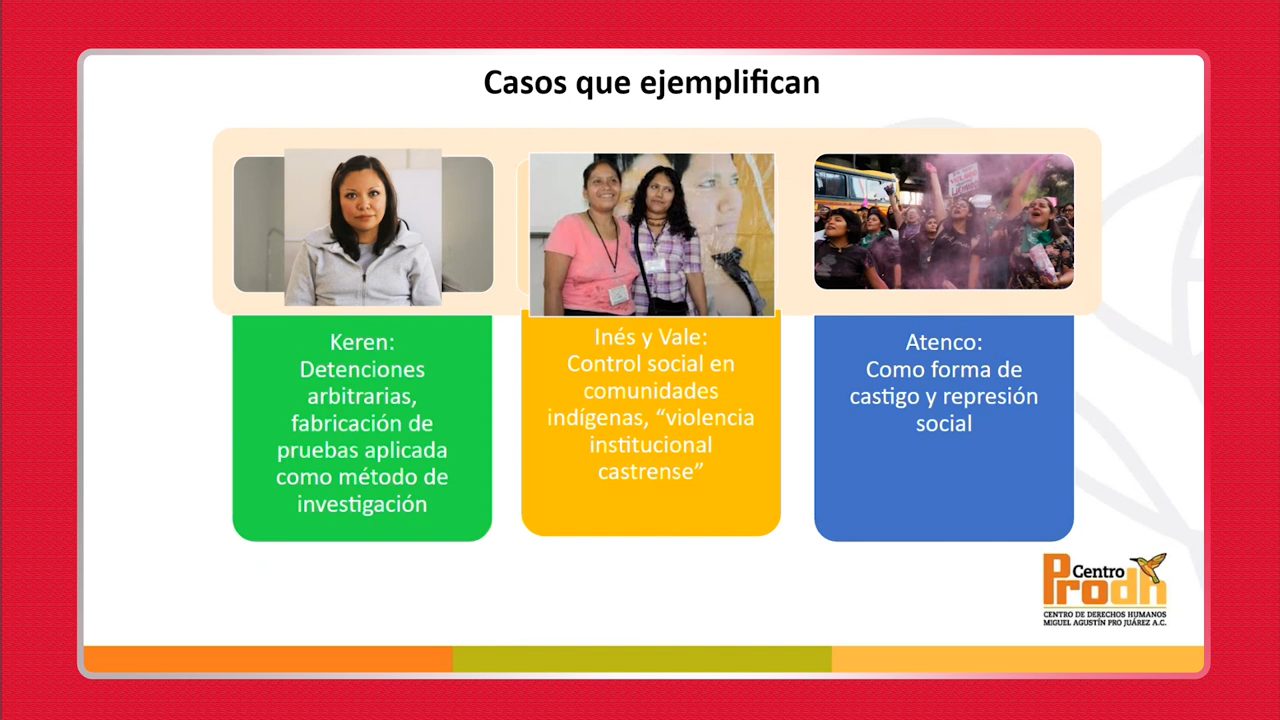 Casos que ejemplifican
Keren:
Detenciones
arbitrarias,
fabricación de
pruebas aplicada
como método de
investigación
Inés y Vale:
Control social en
comunidades
indígenas, “violencia
institucional
castrense”
Atenco:
Como forma de
castigo y represión
social
Centro
Prodh
CENTRO DE DERECHOS HUMANOS
MIGUEL AGUSTÍN PRO JUÁREZ A.C.